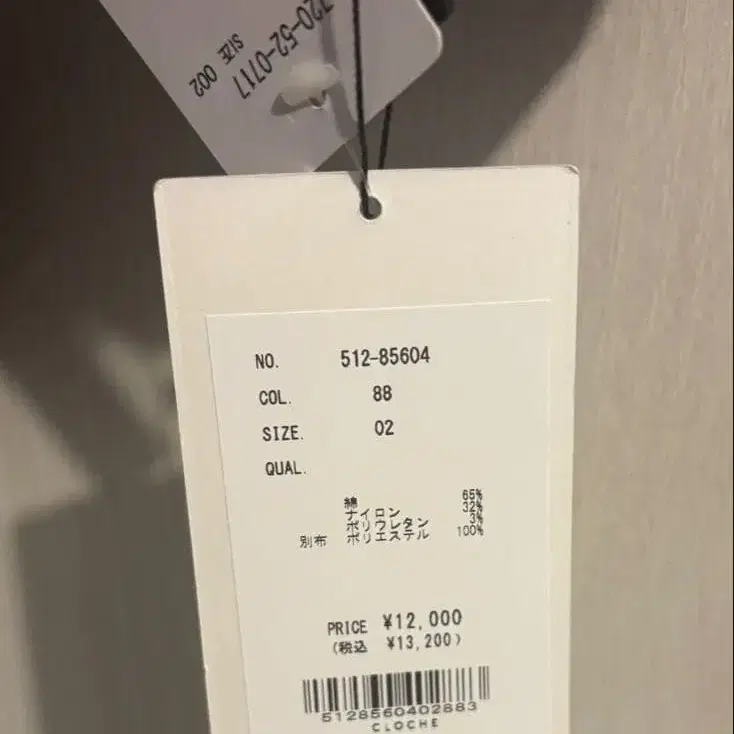 720-52-0717
SIZE 002
NO. 512-85604
COL. 88
SIZE. 02
QUAL.
綿 65%
ナイロン 32%
ポリウレタン 3%
別布 ポリエステル 100%
PRICE ¥12,000
(税込 ¥13,200)
5128560402883
CLOCHE